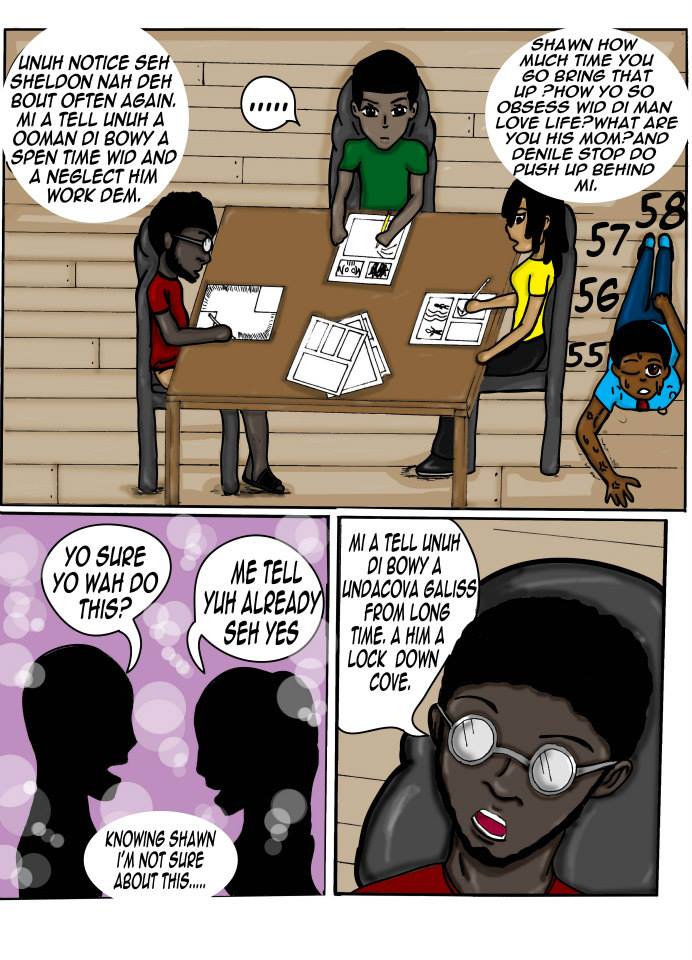 UNUH NOTICE SEH
SHELDON NAH DEH
BOUT OFTEN AGAIN.
MI A TELL UNUH A
OOMAN DI BOWY A
SPEN TIME WID AND
A NEGLECT HIM
WORK DEM.
.....
SHAWN HOW
MUCH TIME YOU
GO BRING THAT
UP ?HOW YO SO
OBSESS WID DI MAN
LOVE LIFE?WHAT ARE
YOU HIS MOM?AND
DENILE STOP DO
PUSH UP BEHIND
MI.
58
57
56
55
YO SURE
YO WAH DO
THIS?
ME TELL
YUH ALREADY
SEH YES
KNOWING SHAWN
I'M NOT SURE
ABOUT THIS.....
MI A TELL UNUH
DI BOWY A
UNDACOVA GALISS
FROM LONG
TIME. A HIM A
LOCK DOWN
COVE.